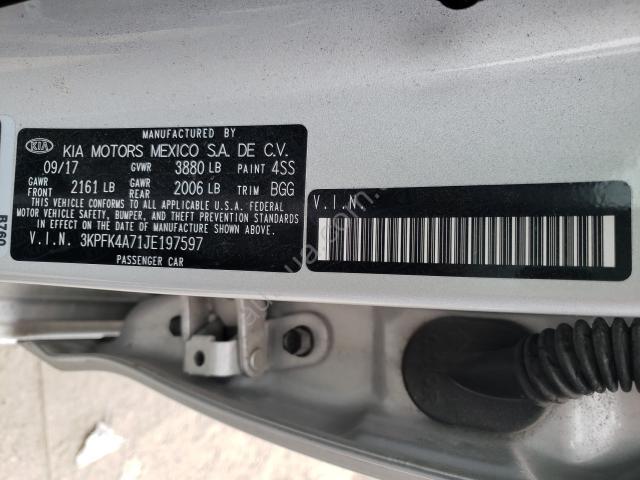 MANUFACTURED BY
KIA KIA MOTORS MEXICO S.A. DE C.V.
09/17 GVWR 3880 LB PAINT 4SS
GAWR FRONT 2161 LB GAWR REAR 2006 LB TRIM BGG
THIS VEHICLE CONFORMS TO ALL APPLICABLE U.S.A. FEDERAL
MOTOR VEHICLE SAFETY, BUMPER, AND THEFT
PREVENTION STANDARDS IN EFFECT ON THE DATE OF MANUFACTURE SHOWN ABOVE.
V.I.N. 3KPFK4A71JE197597
PASSENGER CAR
V.I.N.
B760